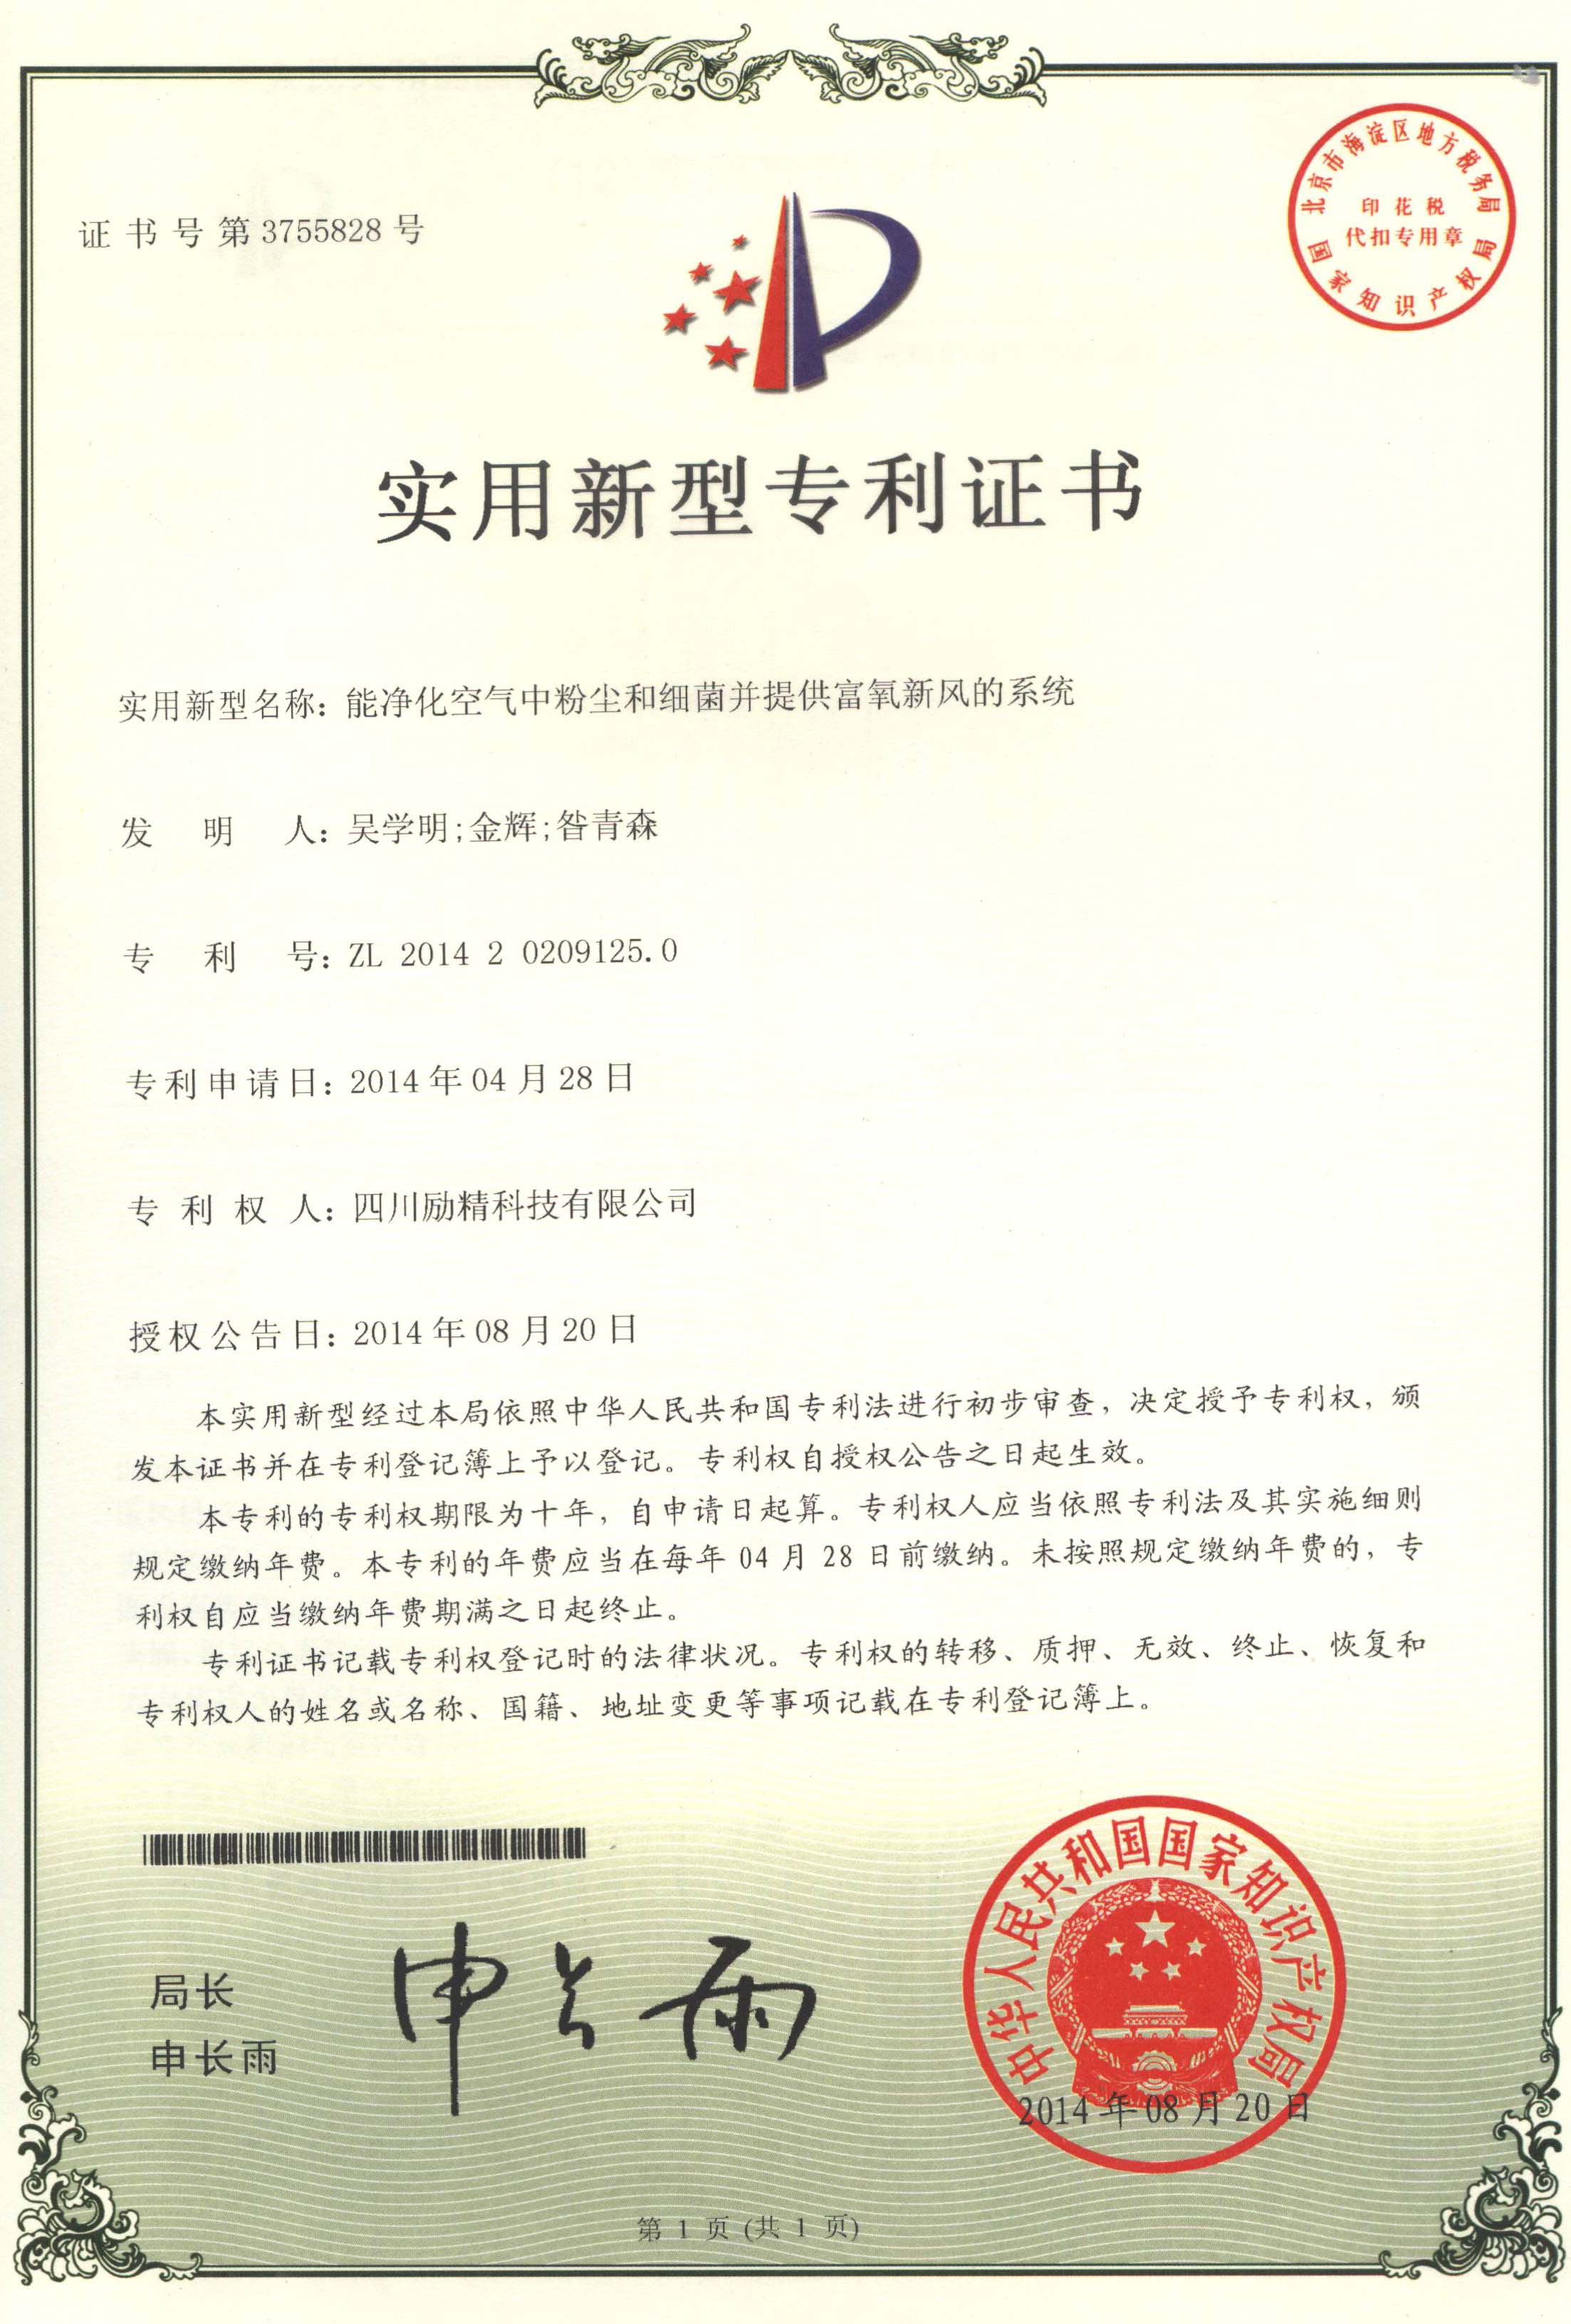 证书号第3755828号
北京市海淀区地方税务局
印花税
代扣专用章
国家知识产权局
实用新型专利证书
实用新型名称：能净化空气中粉尘和细菌并提供富氧新风的系统
发明人：吴学明;金辉;昝青森
专利号：ZL 2014 2 0209125.0
专利申请日：2014年04月28日
专利权人：四川励精科技有限公司
授权公告日：2014年08月20日
本实用新型经过本局依照中华人民共和国专利法进行初步审查，决定授予专利权，颁
发本证书并在专利登记簿上予以登记。专利权自授权公告之日起生效。
本专利的专利权期限为十年，自申请日起算。专利权人应当依照专利法及其实施细则
规定缴纳年费。本专利的年费应当在每年04月28日前缴纳。未按照规定缴纳年费的，专
利权自应当缴纳年费期满之日起终止。
专利证书记载专利权登记时的法律状况。专利权的转移、质押、无效、终止、恢复和
专利权人的姓名或名称、国籍、地址变更等事项记载在专利登记簿上。
局长
申长雨
申长雨
中华人民共和国国家知识产权局
2014年08月20日
第 1 页 (共 1 页)